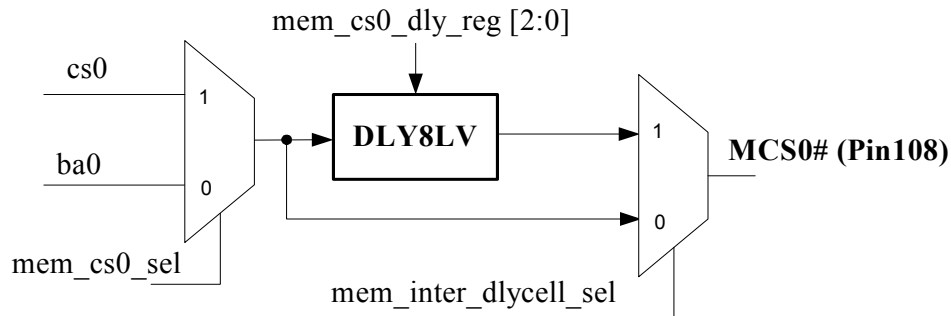 mem_cs0_dly_reg [2:0]
cs0
1
DLY8LV
1
MCS0# (Pin108)
ba0
0
0
mem_cs0_sel
mem_inter_dlycell_sel